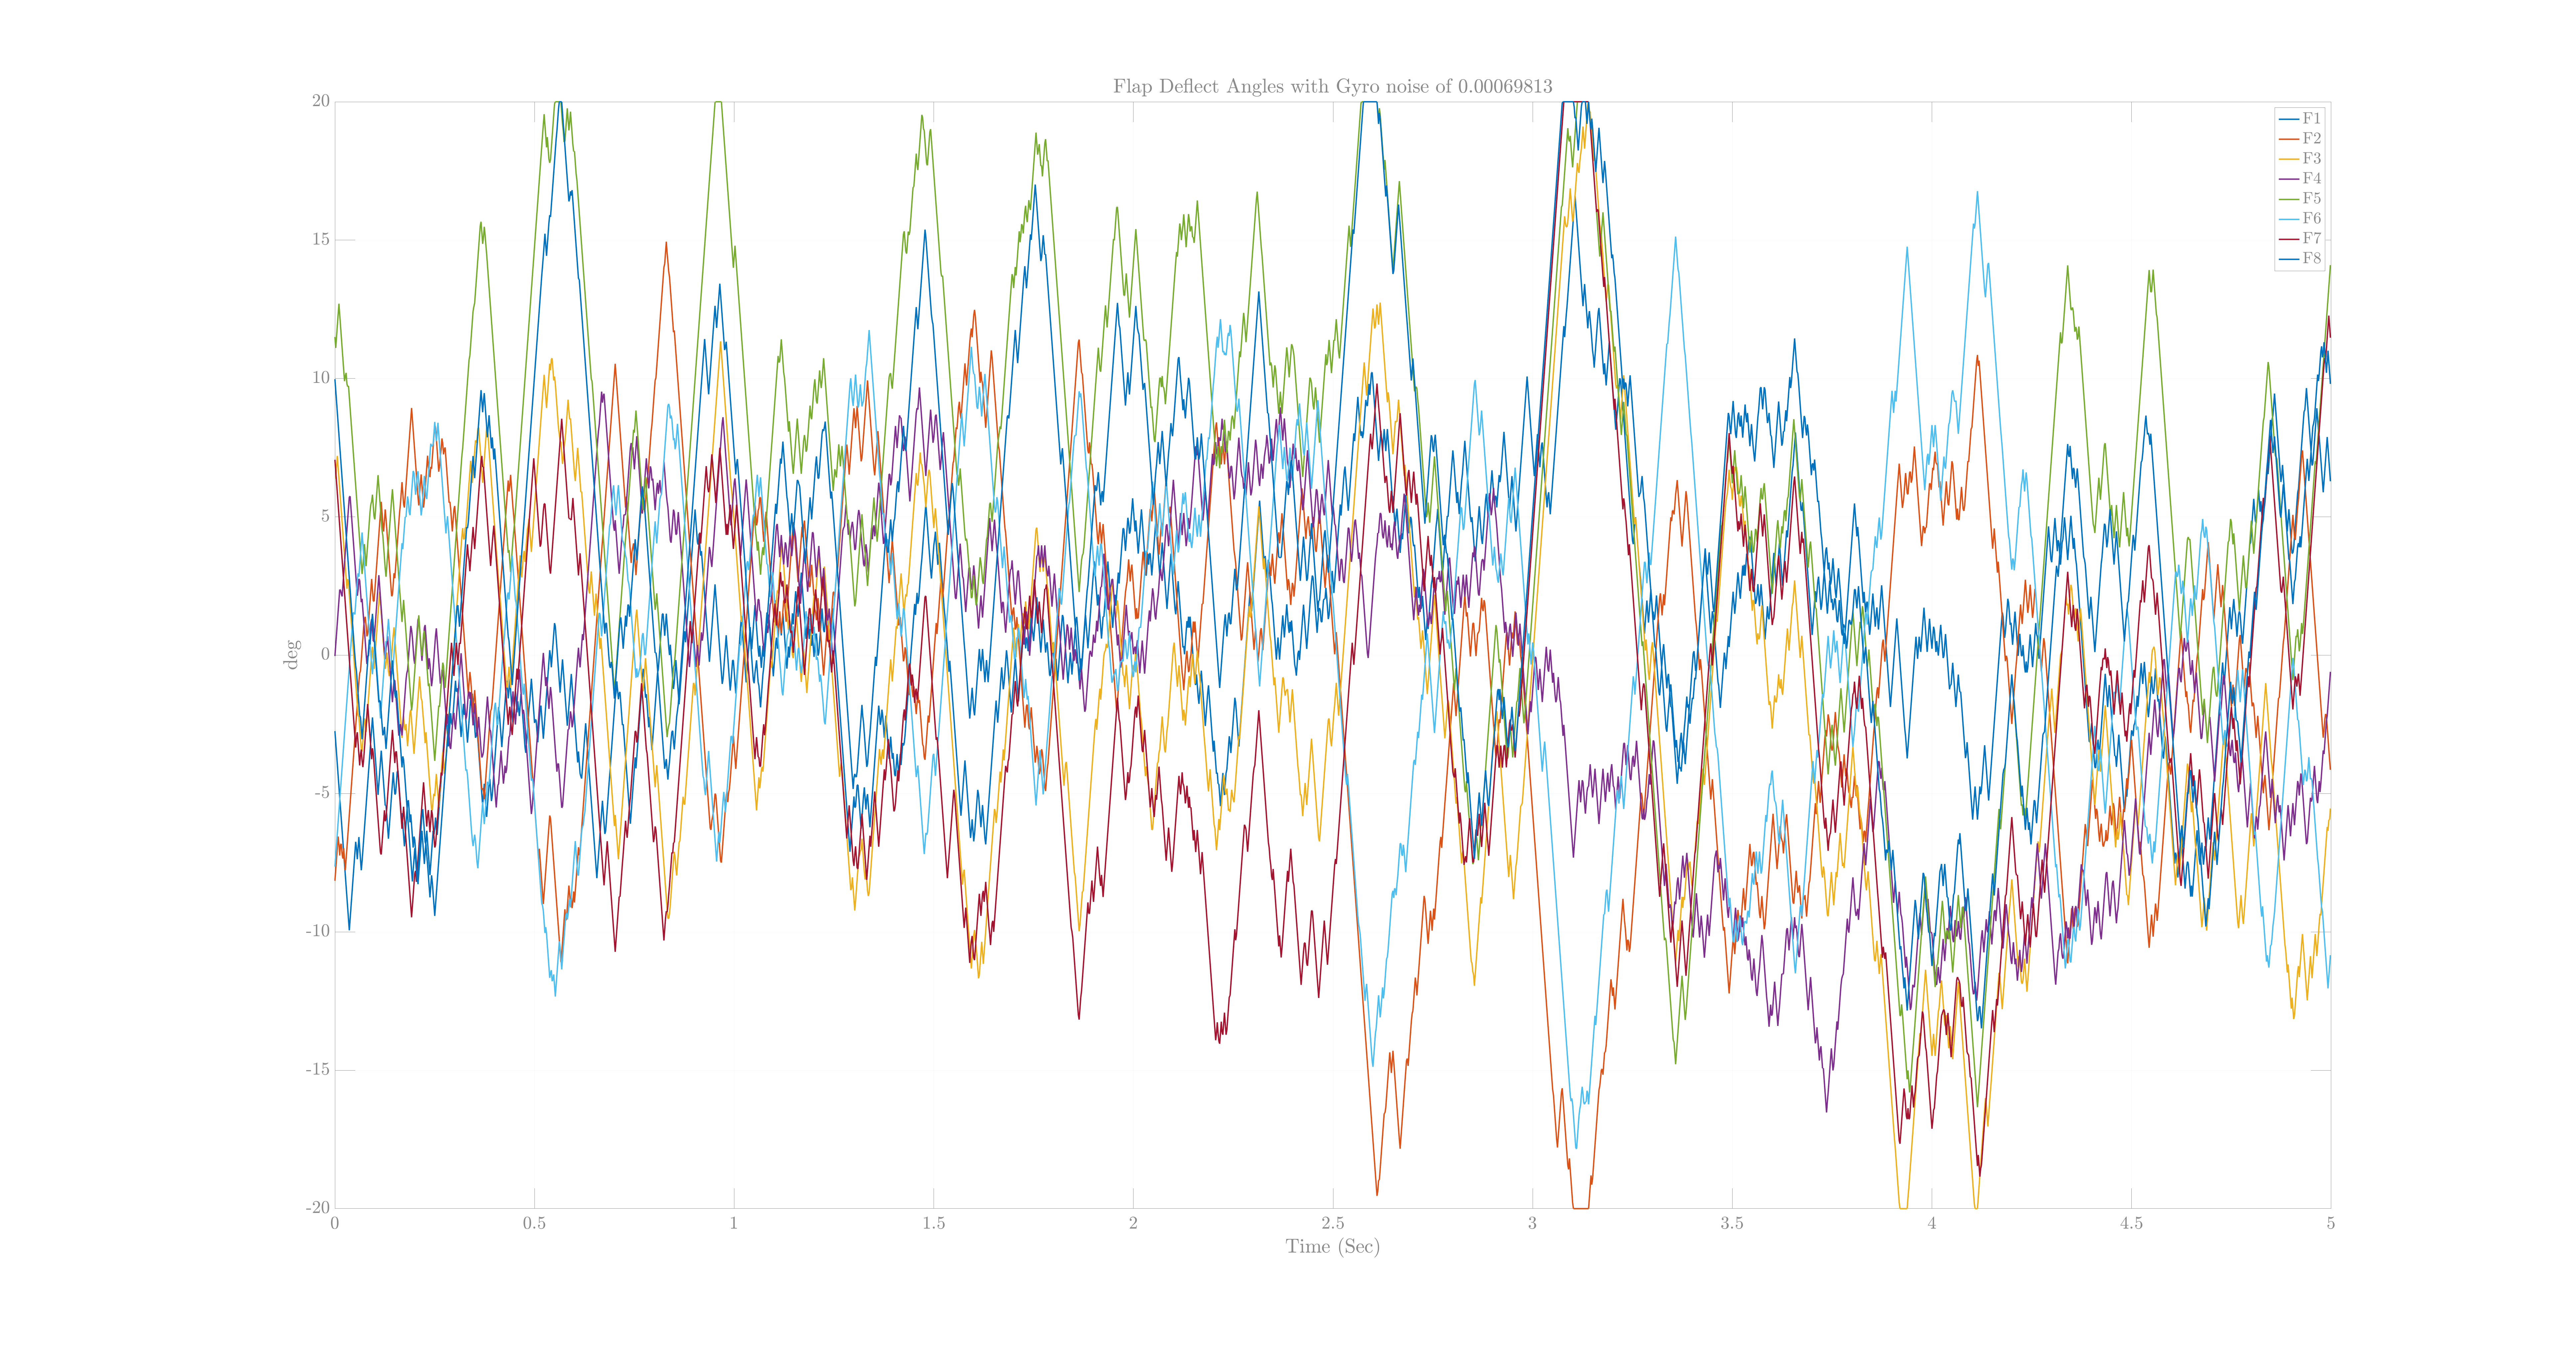 Flap Deflect Angles with Gyro noise of 0.00069813
20
15
10
5
0
-5
-10
-15
-20
deg
0 0.5 1 1.5 2 2.5 3 3.5 4 4.5 5
Time (Sec)
F1
F2
F3
F4
F5
F6
F7
F8